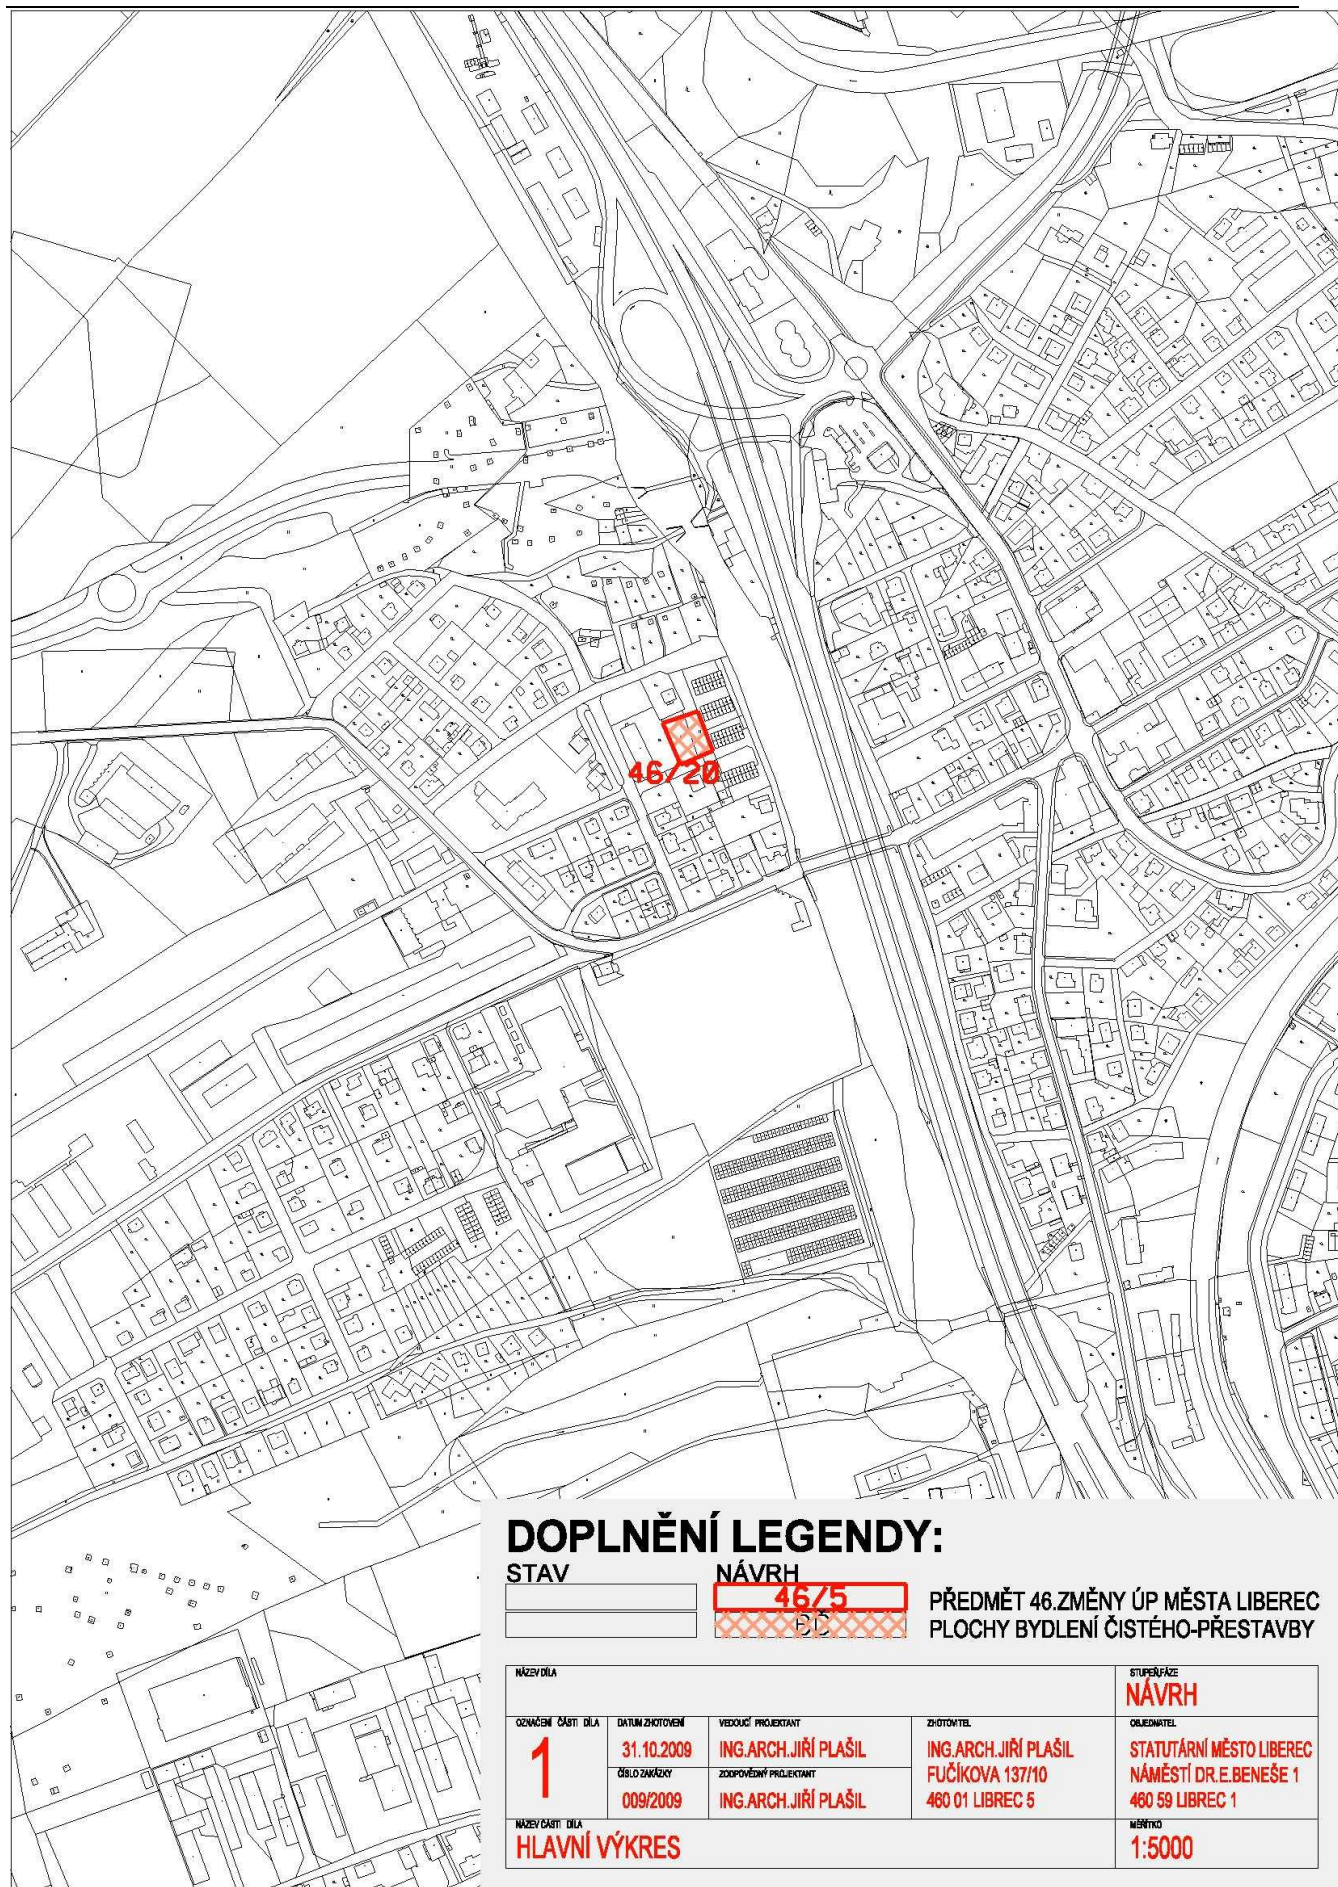 46/20
DOPLNĚNÍ LEGENDY:
STAV NÁVRH
46/5 PŘEDMĚT 46.ZMĚNY ÚP MĚSTA LIBEREC
BČ PLOCHY BYDLENÍ ČISTÉHO-PŘESTAVBY
NÁZEV DÍLA STUPEŇ/FÁZE
NÁVRH
OZNAČENÍ ČÁSTI DÍLA DATUM ZHOTOVENÍ VEDOUCÍ PROJEKTANT ZHOTOVITEL OBJEDNATEL
1 31.10.2009 ING.ARCH.JIŘÍ PLAŠIL ING.ARCH.JIŘÍ PLAŠIL STATUTÁRNÍ MĚSTO LIBEREC
ČÍSLO ZAKÁZKY ZODPOVĚDNÝ PROJEKTANT FUČÍKOVA 137/10 NÁMĚSTÍ DR.E.BENEŠE 1
009/2009 ING.ARCH.JIŘÍ PLAŠIL 460 01 LIBREC 5 460 59 LIBREC 1
NÁZEV ČÁSTI DÍLA MĚŘÍTKO
HLAVNÍ VÝKRES 1:5000